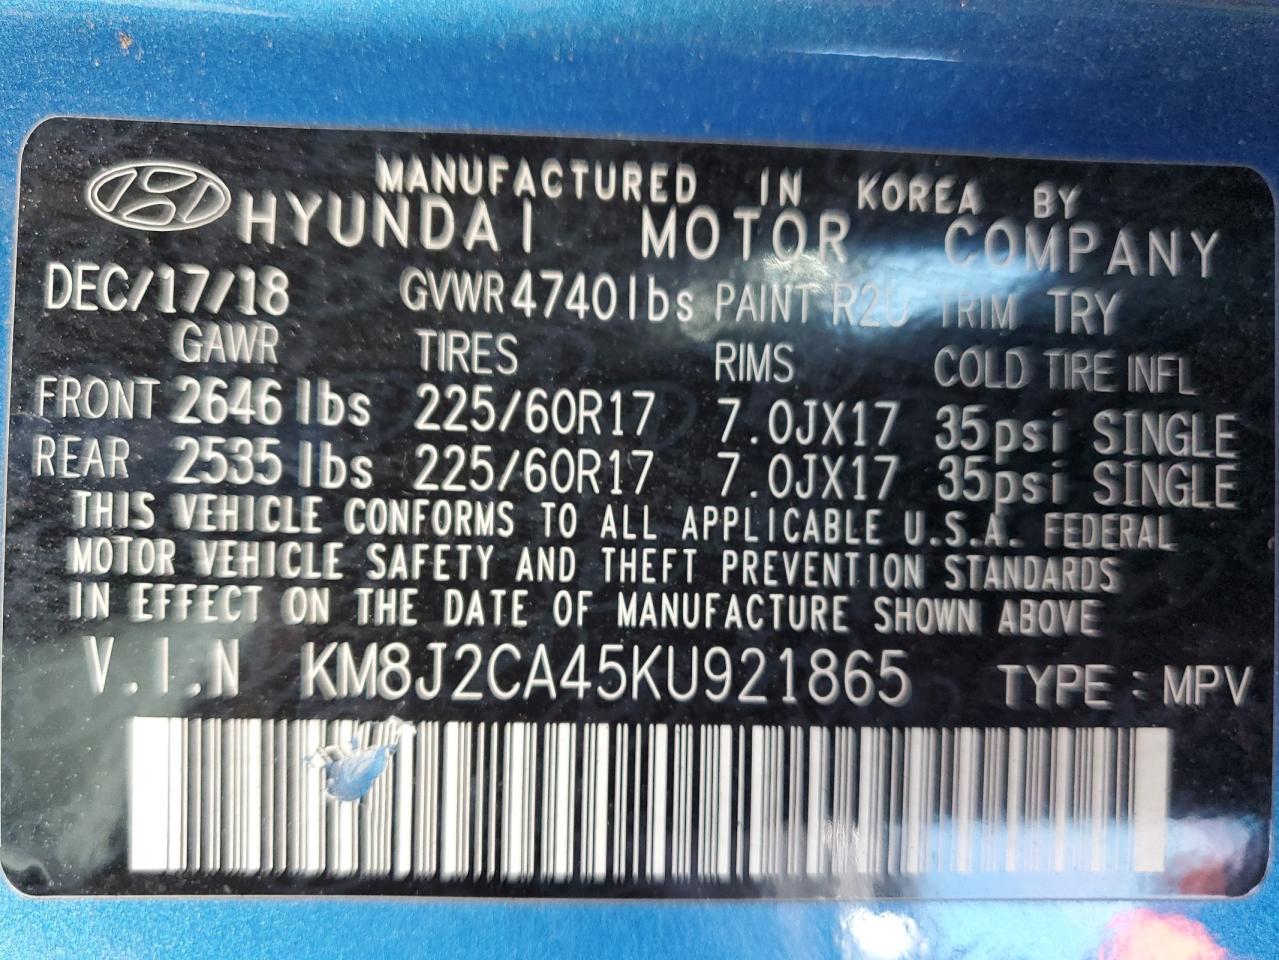 MANUFACTURED IN KOREA BY
HYUNDAI MOTOR COMPANY
DEC/17/18 GVWR 4740lbs PAINT R2U TRIM TRY
GAWR TIRES RIMS COLD TIRE INFL
FRONT 2646 lbs 225/60R17 7.0JX17 35psi SINGLE
REAR 2535 lbs 225/60R17 7.0JX17 35psi SINGLE
THIS VEHICLE CONFORMS TO ALL APPLICABLE U.S.A. FEDERAL
MOTOR VEHICLE SAFETY AND THEFT PREVENTION STANDARDS
IN EFFECT ON THE DATE OF MANUFACTURE SHOWN ABOVE
V.I.N KM8J2CA45KU921865 TYPE : MPV